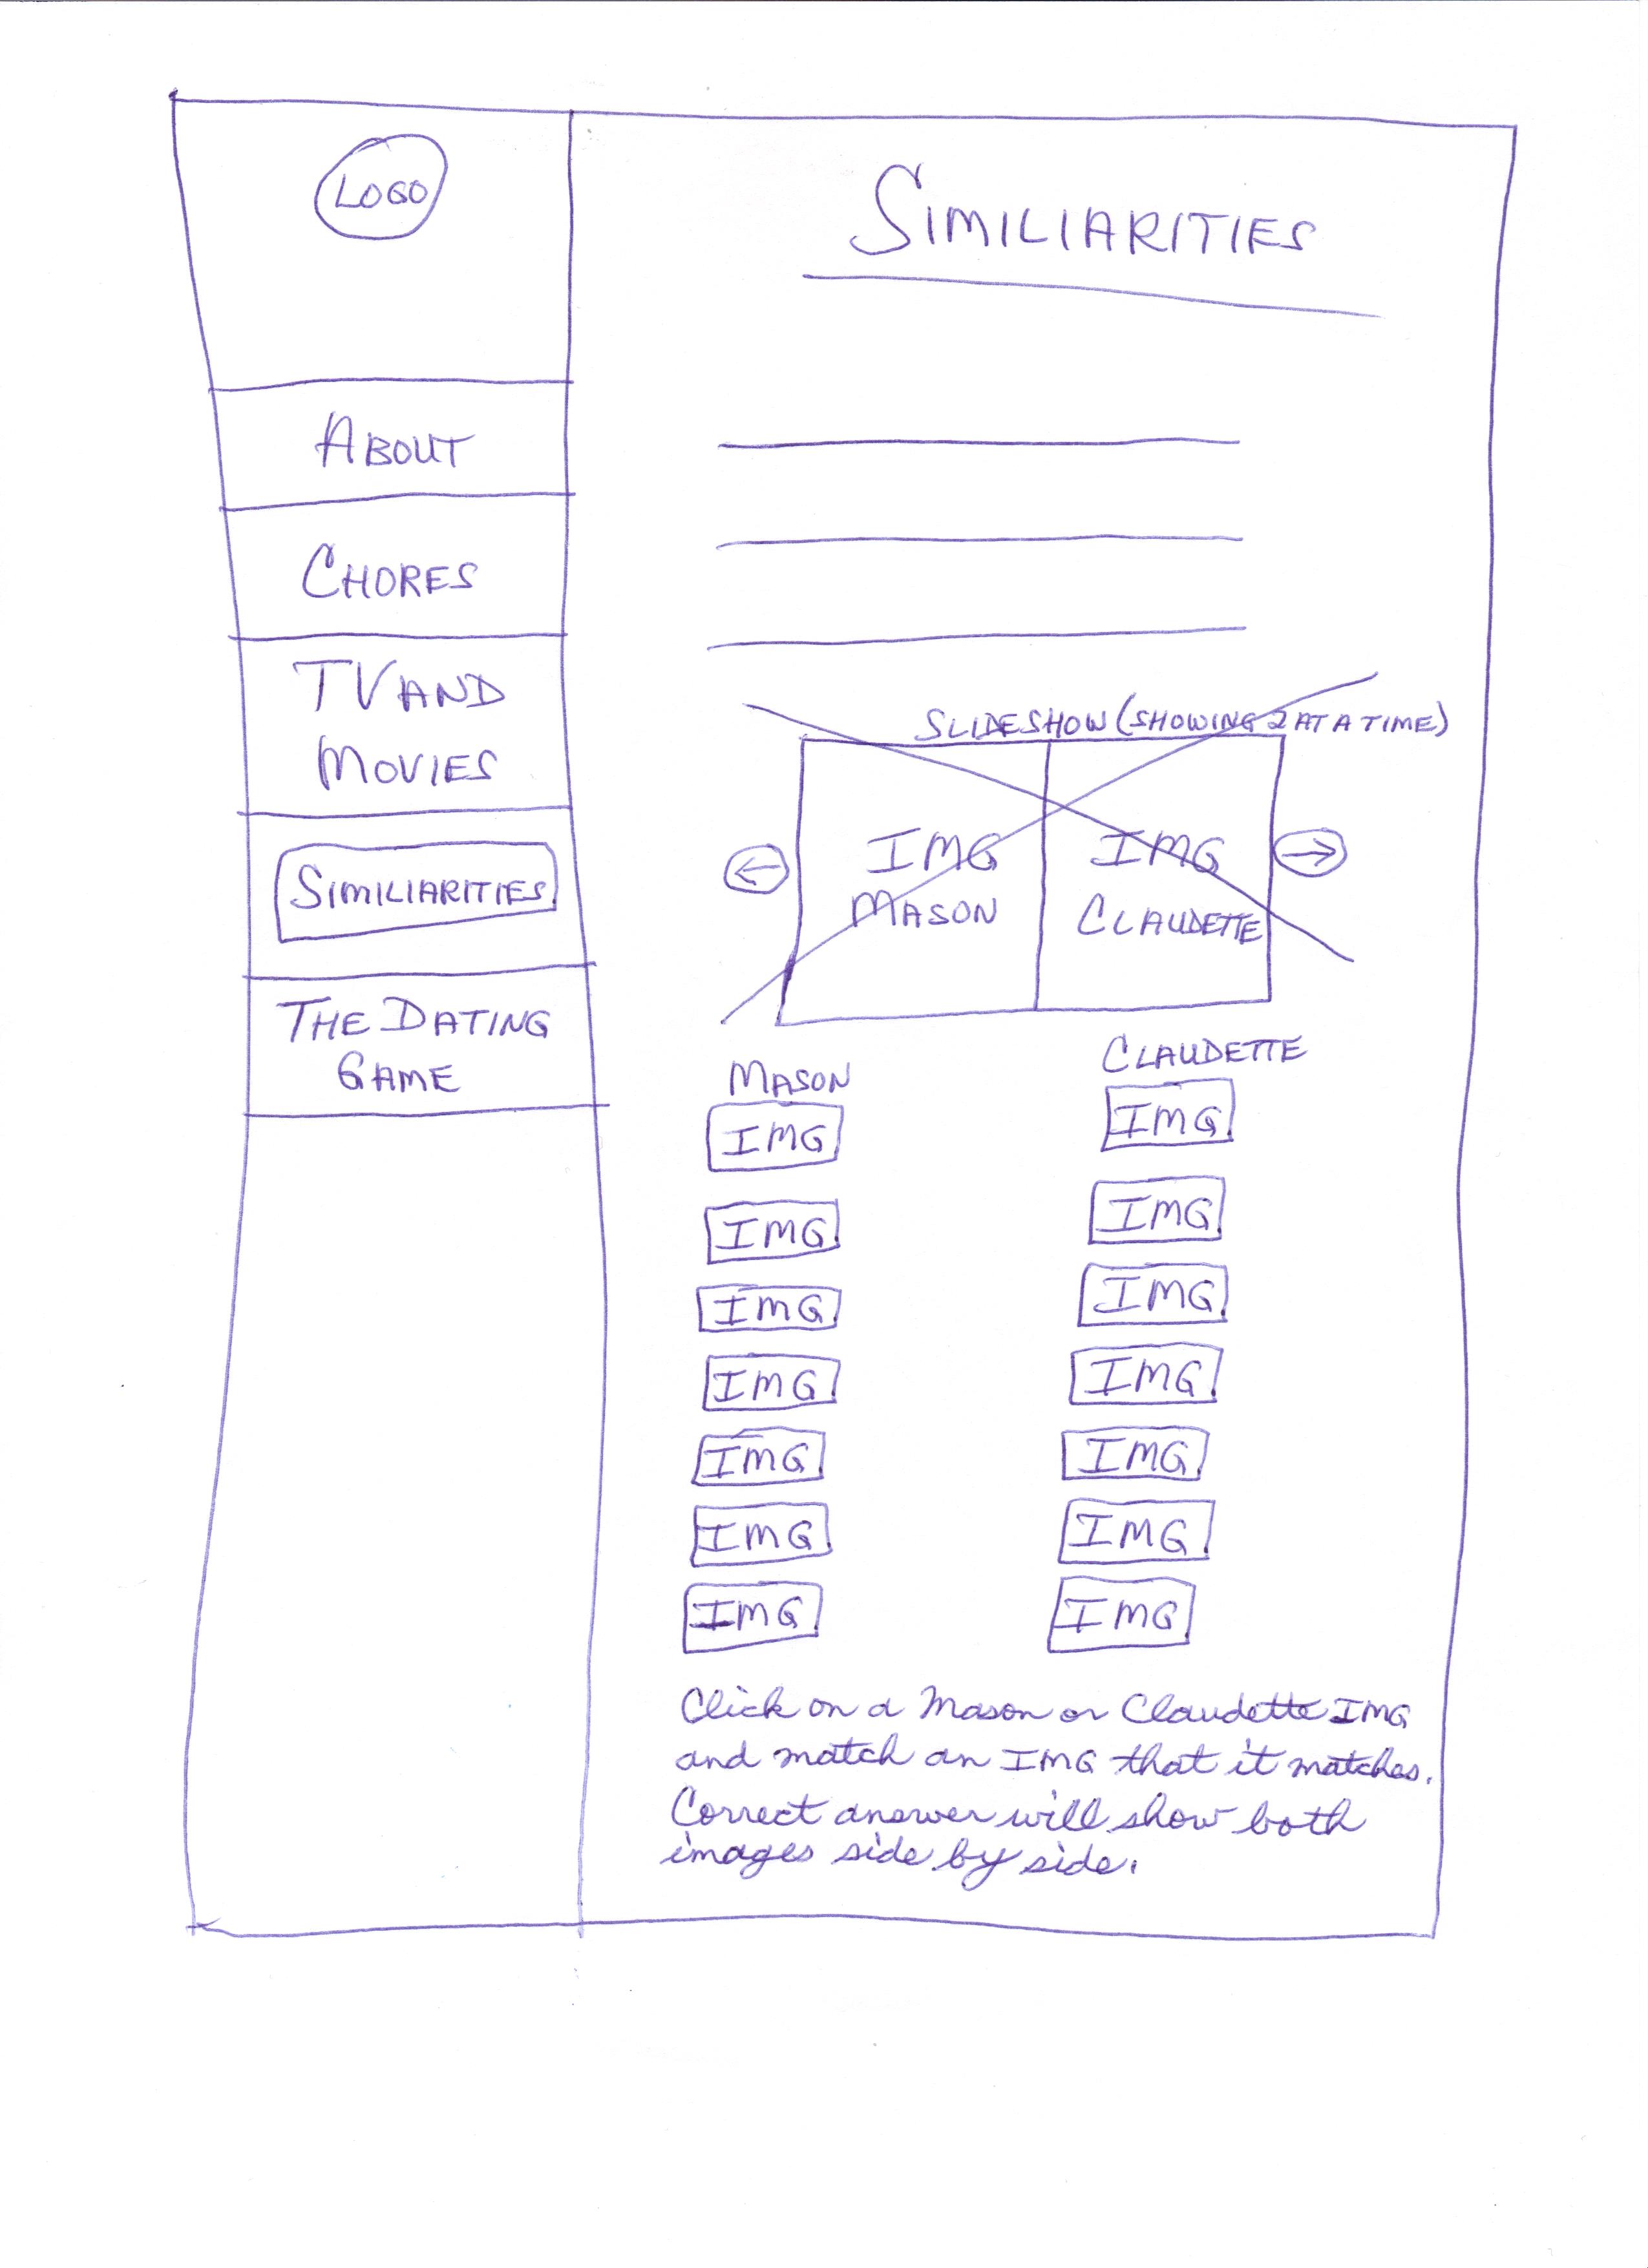 LOGO
ABOUT
CHORES
TV AND
MOVIES
SIMILIARITIES
THE DATING
GAME
SIMILIARITIES
SLIDESHOW (SHOWING 2 AT A TIME)
IMG
MASON
IMG
CLAUDETTE
MASON
CLAUDETTE
IMG
IMG
IMG
IMG
IMG
IMG
IMG
IMG
IMG
IMG
IMG
IMG
IMG
IMG
Click on a Mason or Claudette IMG
and match an IMG that it matches.
Correct answer will show both
images side by side.